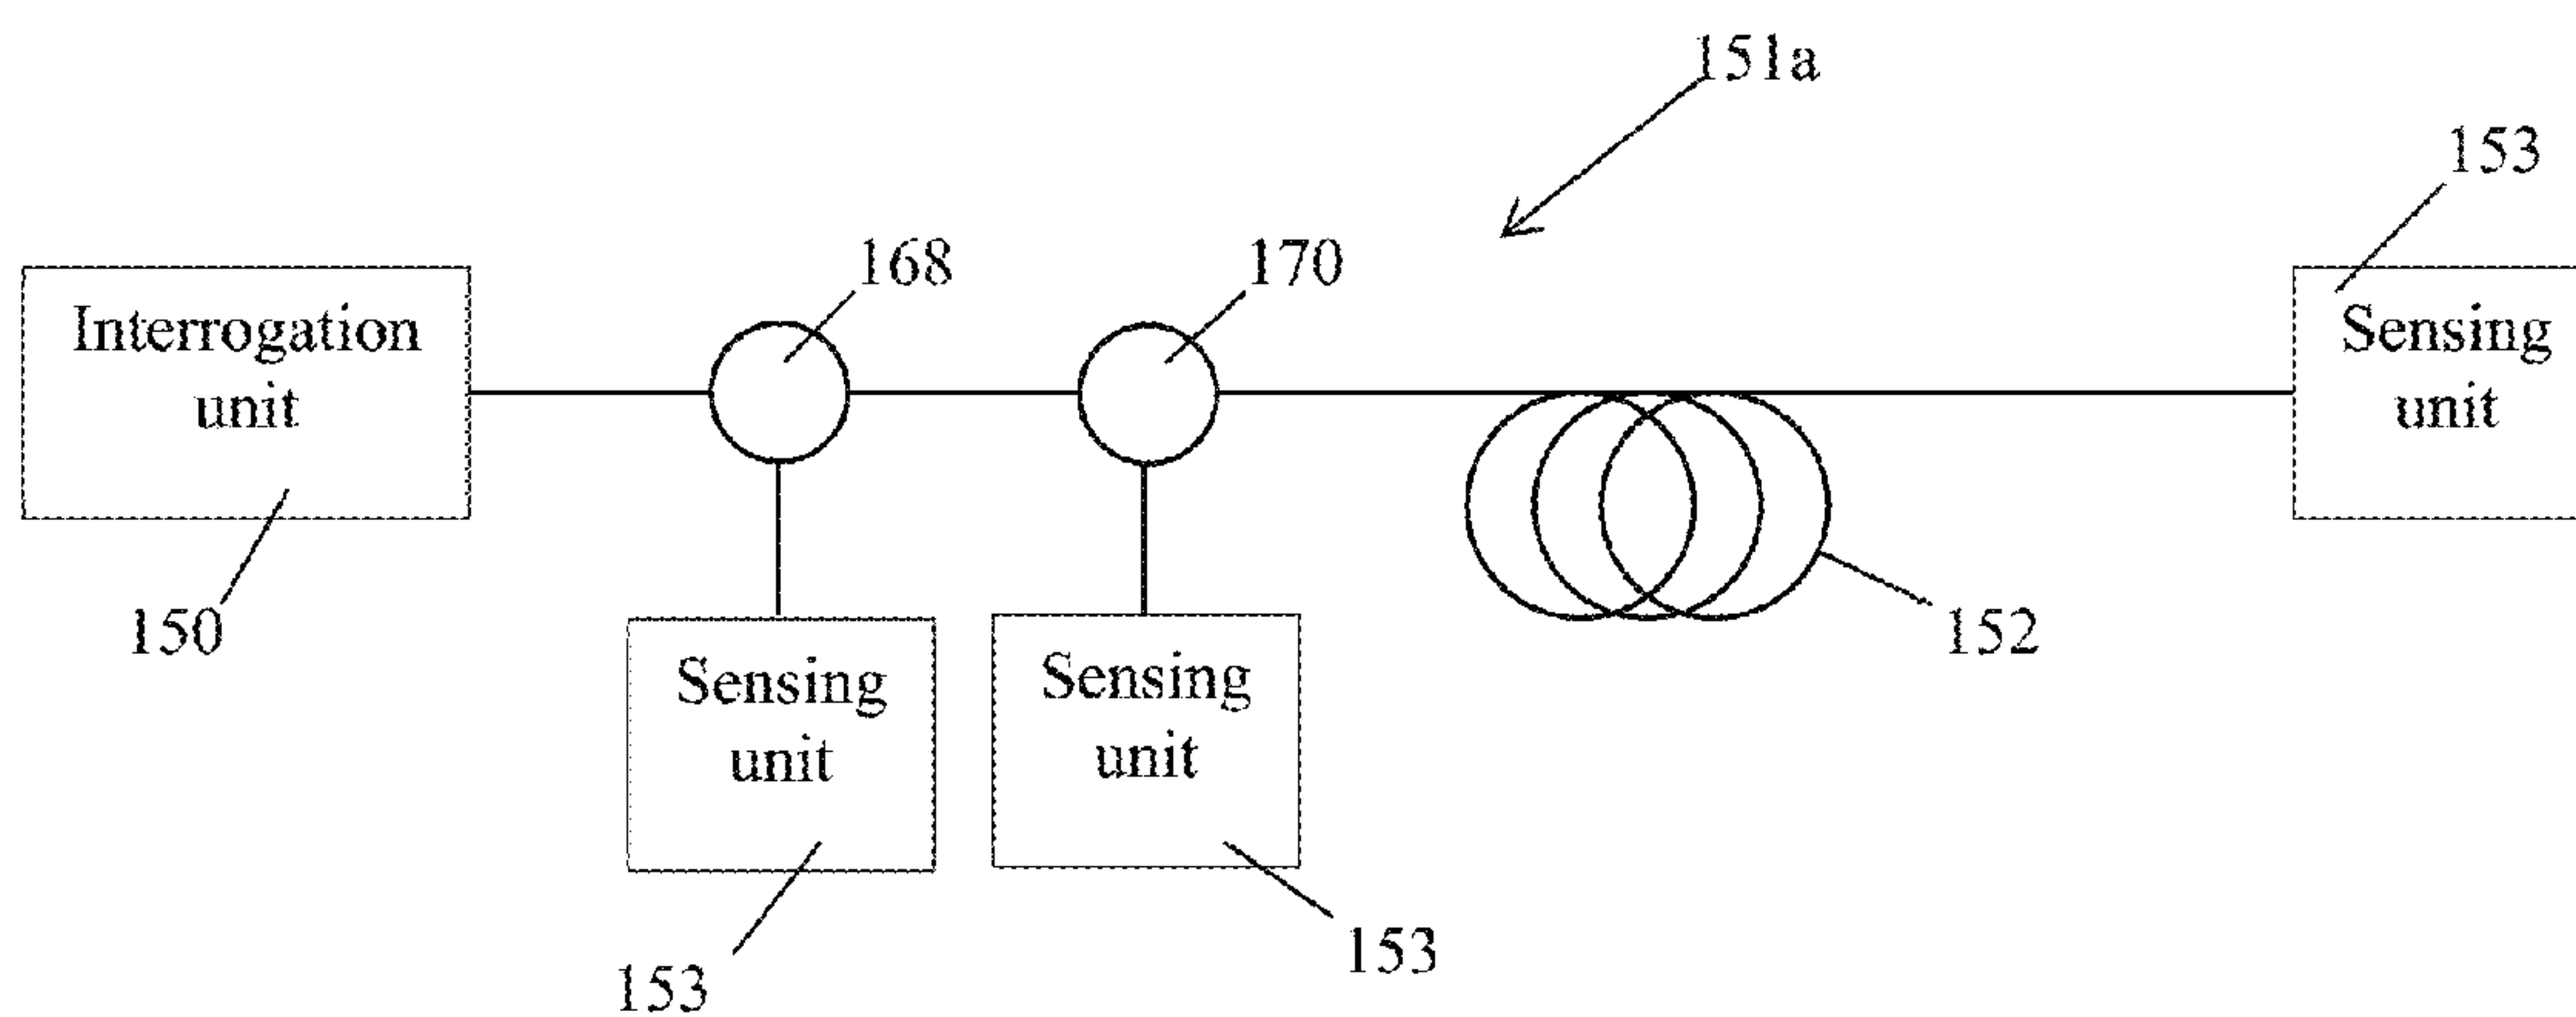 151a
153
168
170
Interrogation
unit
Sensing
unit
150
152
Sensing
unit
Sensing
unit
153
153